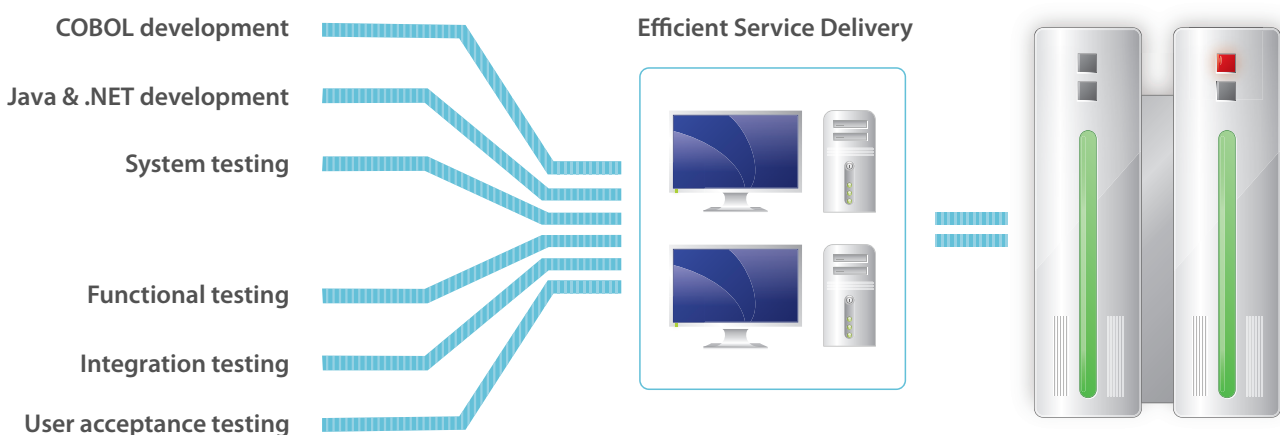 COBOL development
Java & .NET development
System testing
Functional testing
Integration testing
User acceptance testing
Efficient Service Delivery